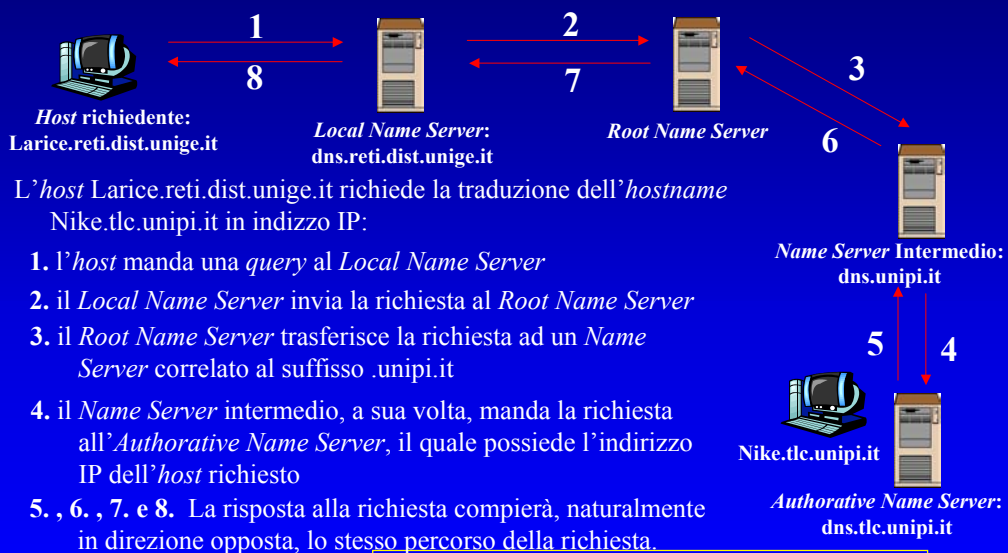 1
2
8
7
3
6
Host richiedente:
Larice.reti.dist.unige.it
Local Name Server:
dns.reti.dist.unige.it
Root Name Server
L'host Larice.reti.dist.unige.it richiede la traduzione dell'hostname
Nike.tlc.unipi.it in indizzo IP:
Name Server Intermedio:
dns.unipi.it
1. l'host manda una query al Local Name Server
2. il Local Name Server invia la richiesta al Root Name Server
3. il Root Name Server trasferisce la richiesta ad un Name
Server correlato al suffisso .unipi.it
5
4
4. il Name Server intermedio, a sua volta, manda la richiesta
all'Authorative Name Server, il quale possiede l'indirizzo
IP dell'host richiesto
Nike.tlc.unipi.it
Authorative Name Server:
dns.tlc.unipi.it
5. , 6. , 7. e 8. La risposta alla richiesta compierà, naturalmente
in direzione opposta, lo stesso percorso della richiesta.